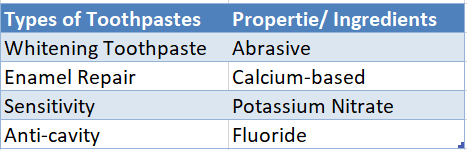 Types of Toothpastes Propertie/ Ingredients
Whitening Toothpaste Abrasive
Enamel Repair Calcium-based
Sensitivity Potassium Nitrate
Anti-cavity Fluoride